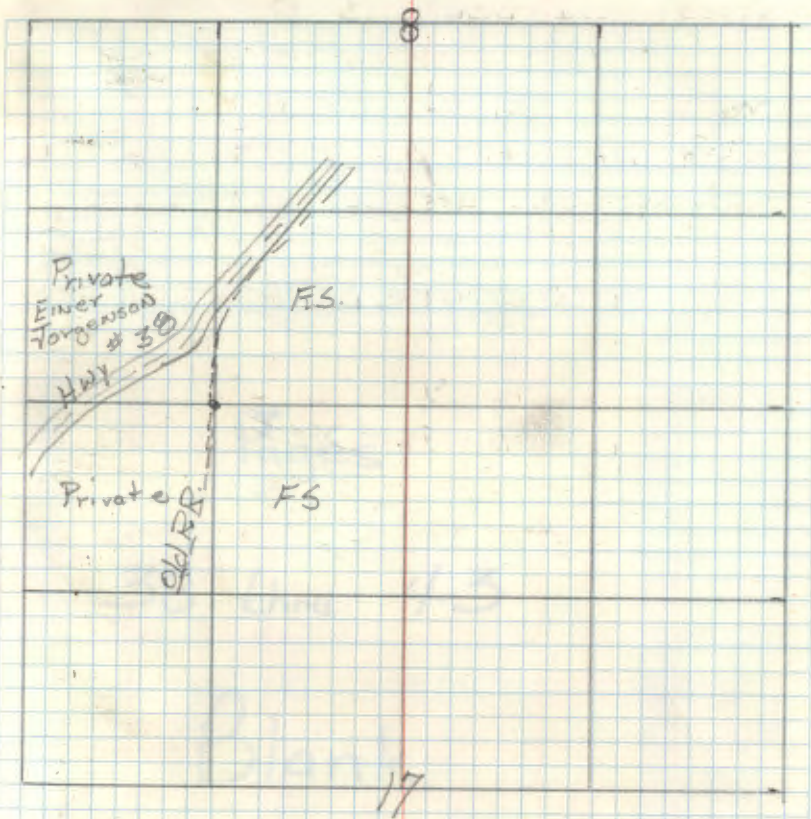 8
Private
Einer
Jorgenson
Hwy # 38
F.S.
Private
FS
Old RR.
17